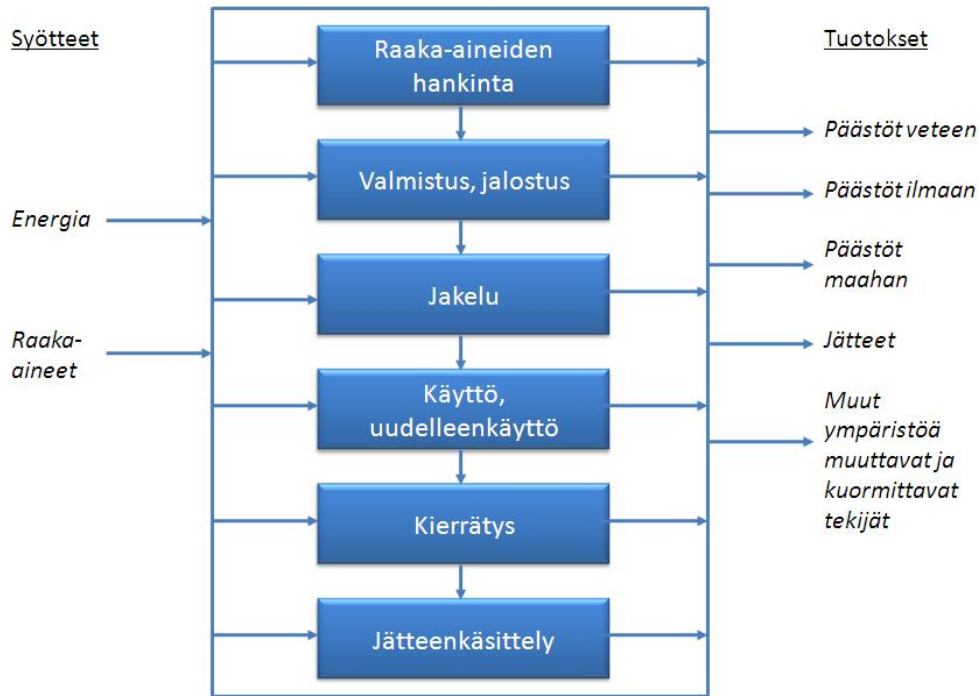 Syötteet
Energia
Raaka-
aineet
Raaka-aineiden
hankinta
Valmistus, jalostus
Jakelu
Käyttö,
uudelleenkäyttö
Kierrätys
Jätteenkäsittely
Tuotokset
Päästöt veteen
Päästöt ilmaan
Päästöt
maahan
Jätteet
Muut
ympäristöä
muuttavat ja
kuormittavat
tekijät